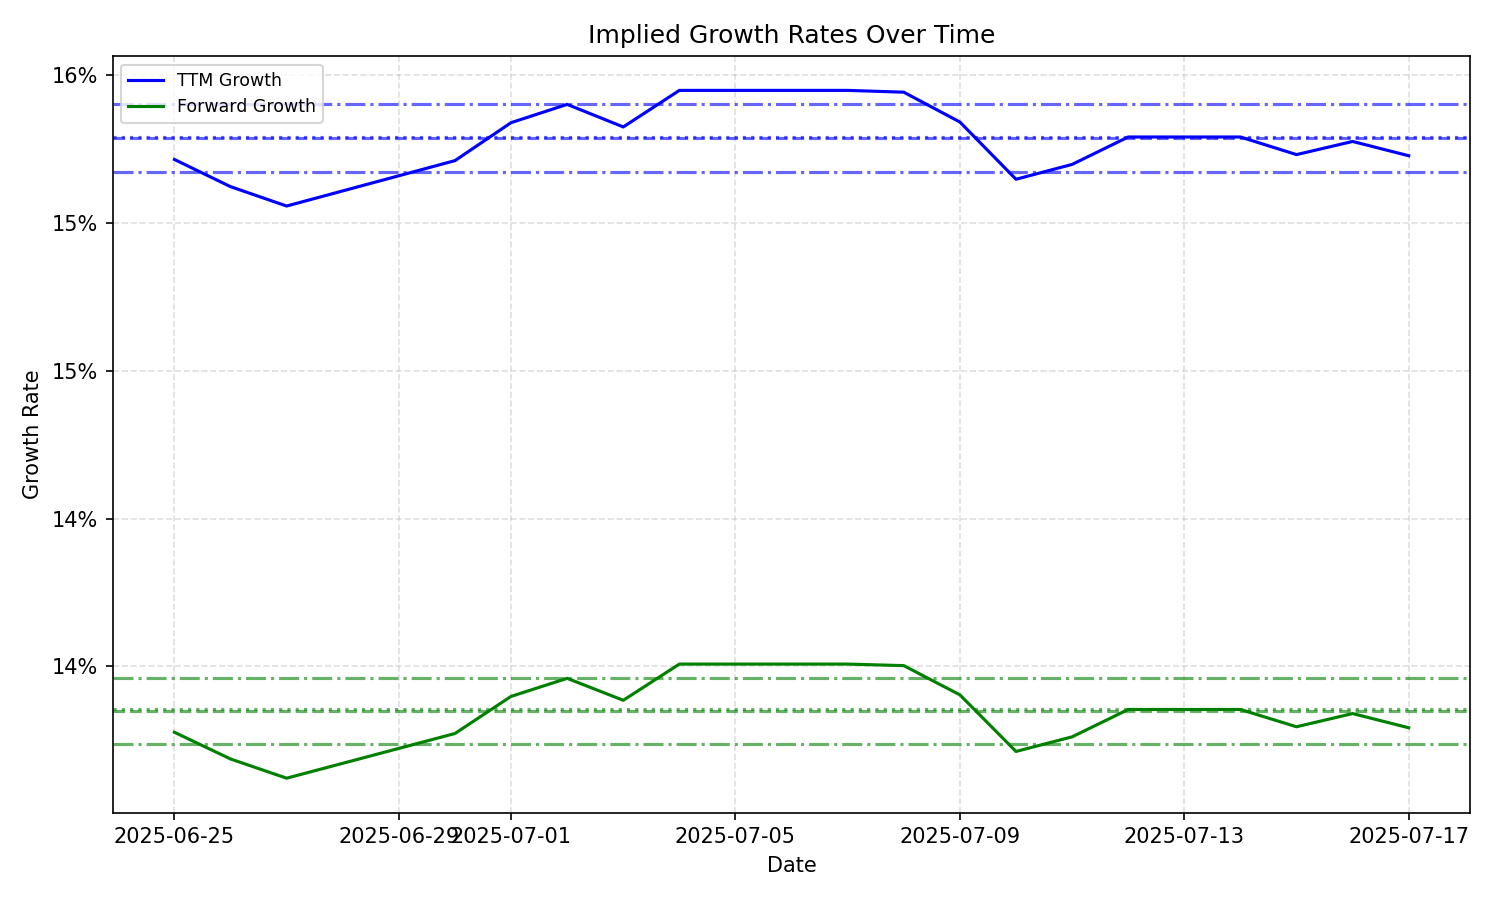 Implied Growth Rates Over Time
TTM Growth
Forward Growth
16%
15%
15%
14%
14%
Growth Rate
2025-06-25
2025-06-29
2025-07-01
2025-07-05
2025-07-09
2025-07-13
2025-07-17
Date